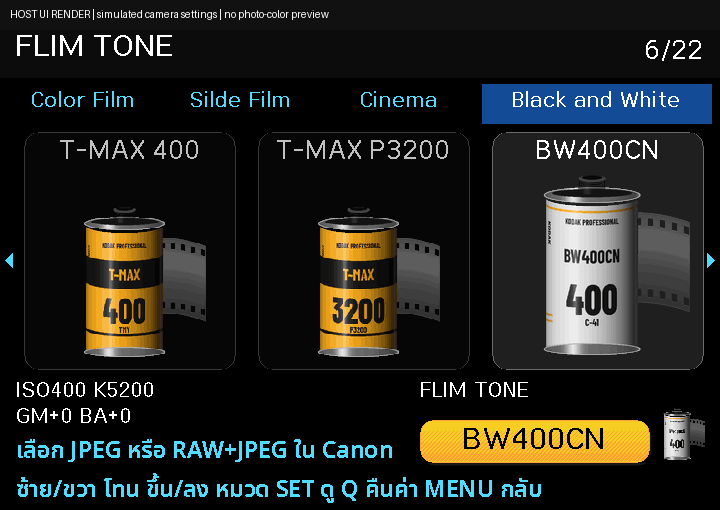 HOST UI RENDER | simulated camera settings | no photo-color preview
FLIM TONE
6/22
Color Film
Silde Film
Cinema
Black and White
T-MAX 400
T-MAX P3200
BW400CN
KODAK PROFESSIONAL
T-MAX
400
TMY
KODAK PROFESSIONAL
T-MAX
3200
P3200
KODAK PROFESSIONAL
KODAK
BW400CN
400
C-41
ISO400 K5200
FLIM TONE
GM+0 BA+0
BW400CN
400
เลือก JPEG หรือ RAW+JPEG ใน Canon
ซ้าย/ขวา โทน ขึ้น/ลง หมวด SET ดู Q คืนค่า MENU กลับ